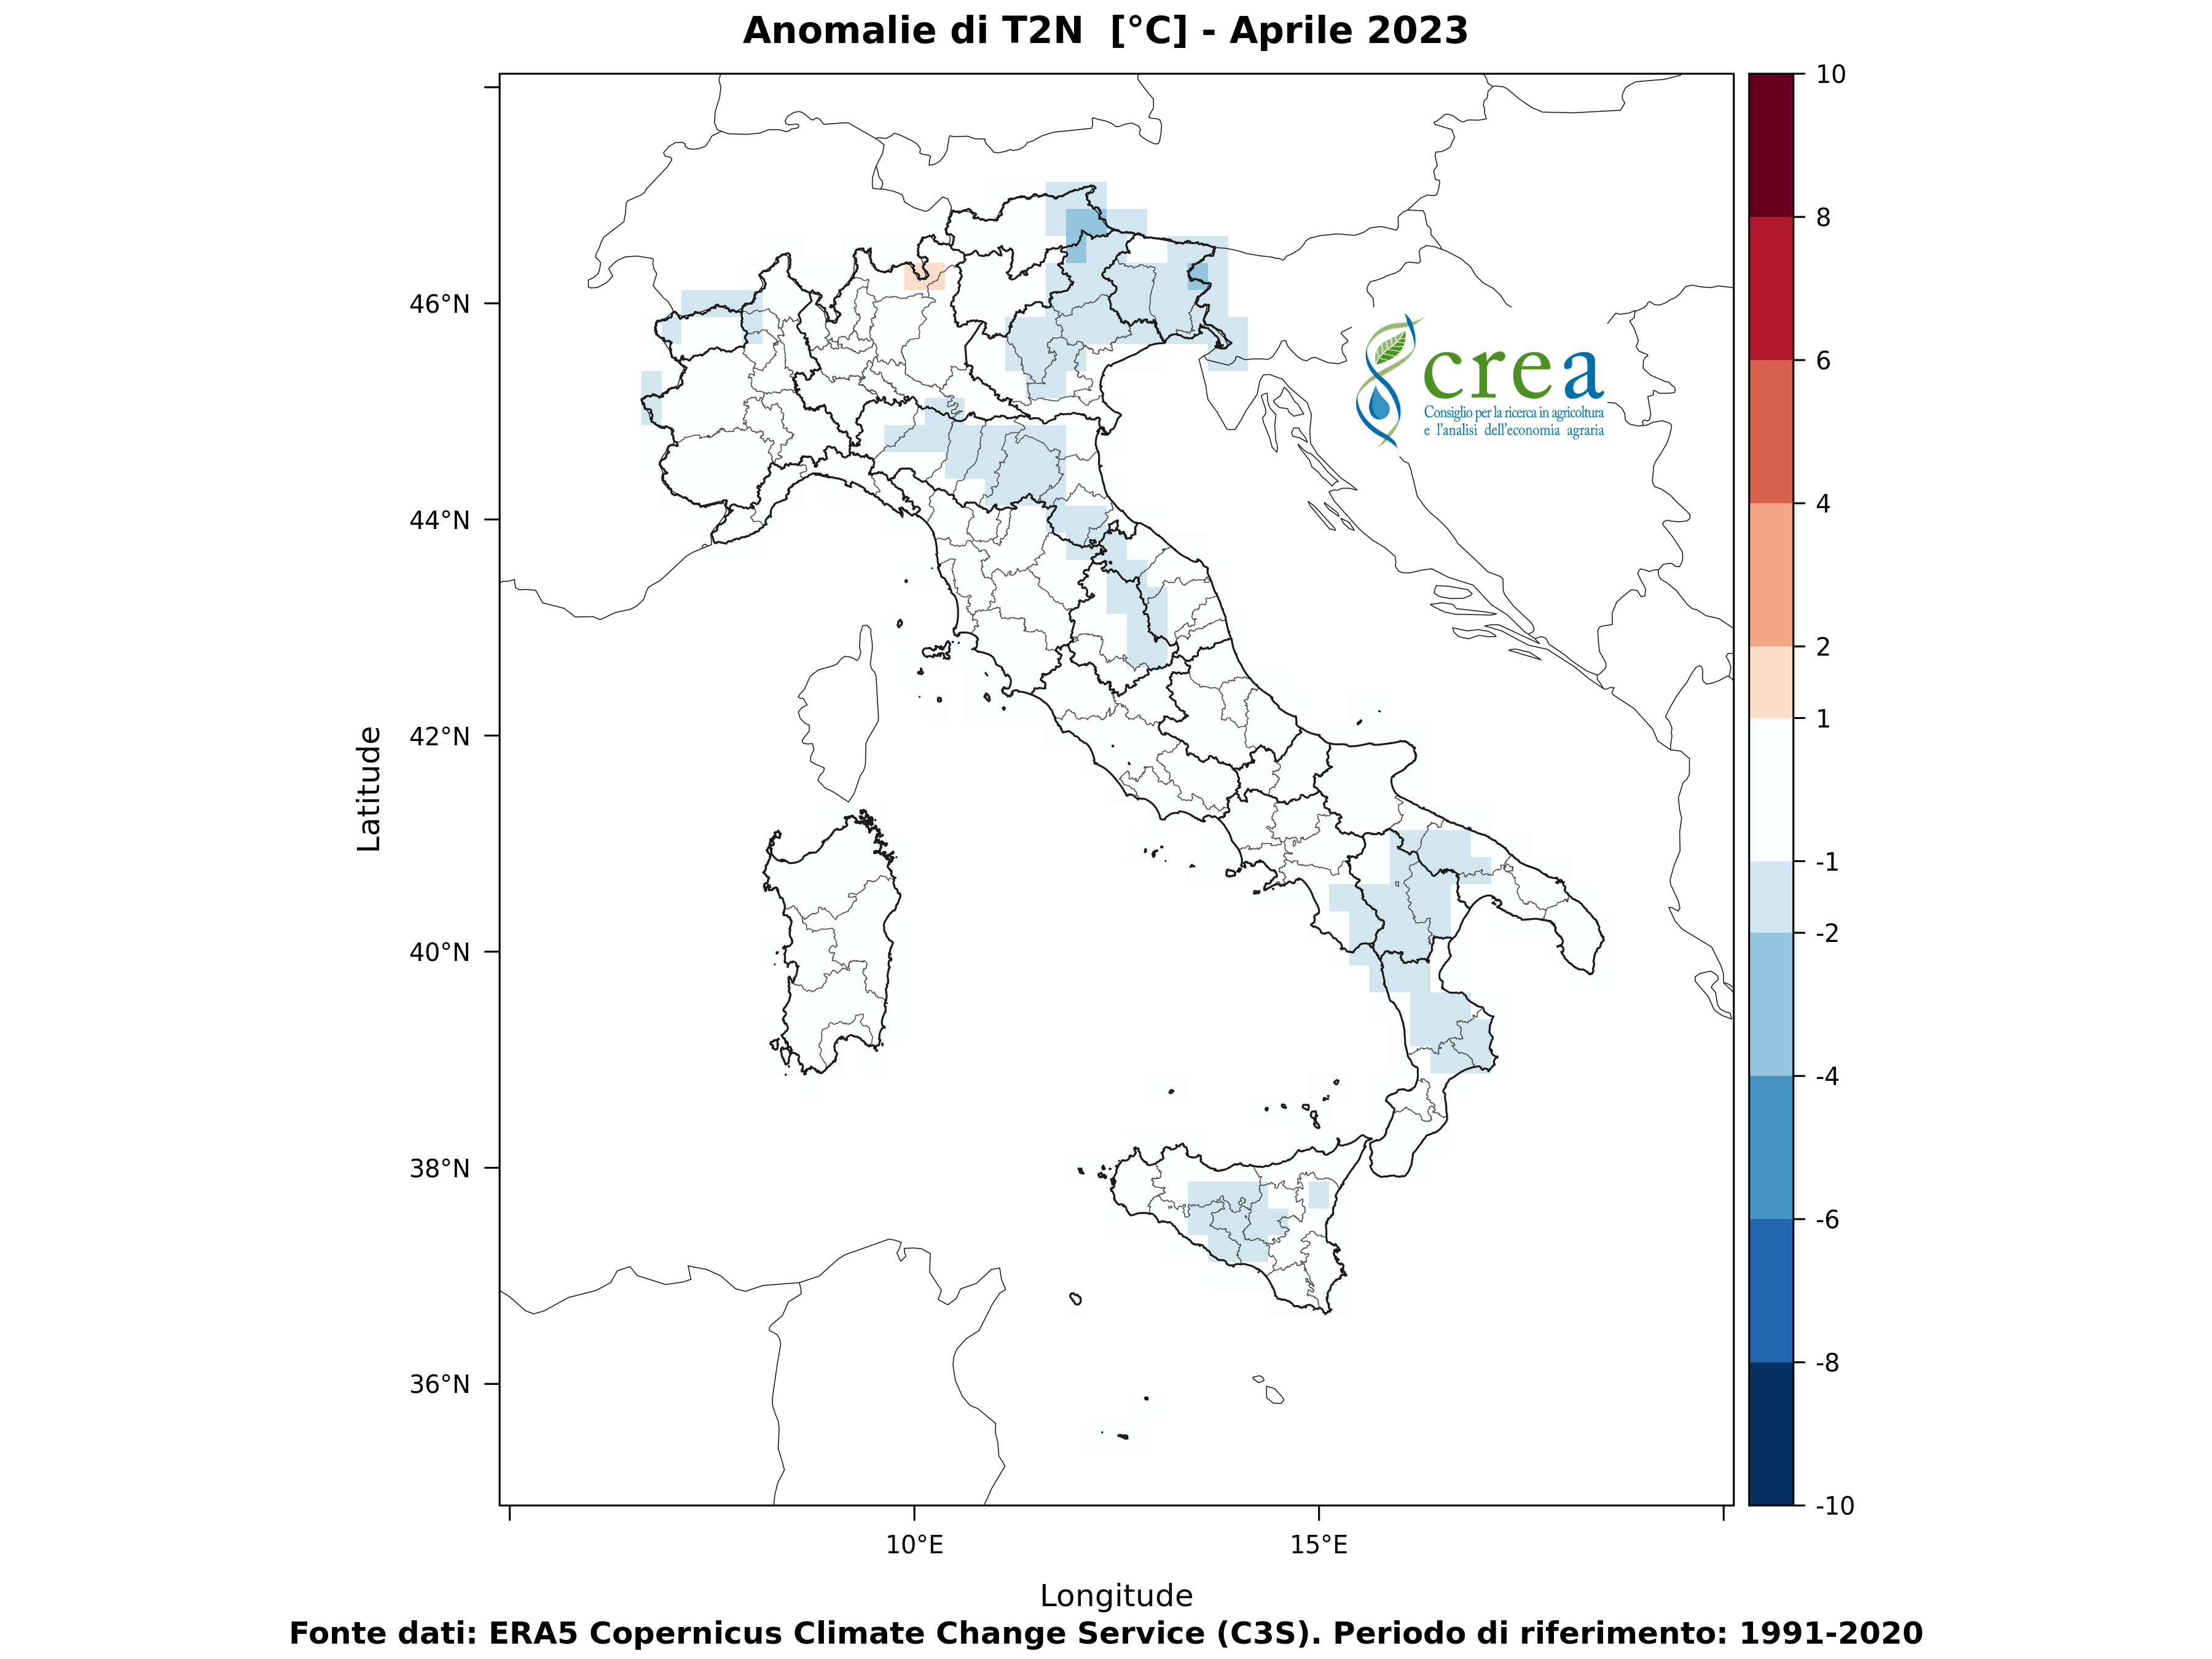 Anomalie di T2N [°C] - Aprile 2023
10
8
6
4
2
1
-1
-2
-4
-6
-8
-10
46°N
44°N
42°N
40°N
38°N
36°N
Latitude
crea
Consiglio per la ricerca in agricoltura
e l'analisi dell'economia agraria
10°E
15°E
Longitude
Fonte dati: ERA5 Copernicus Climate Change Service (C3S). Periodo di riferimento: 1991-2020